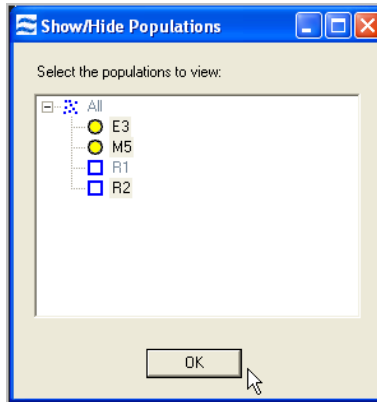 Show/Hide Populations
Select the populations to view:
All
E3
M5
R1
R2
OK